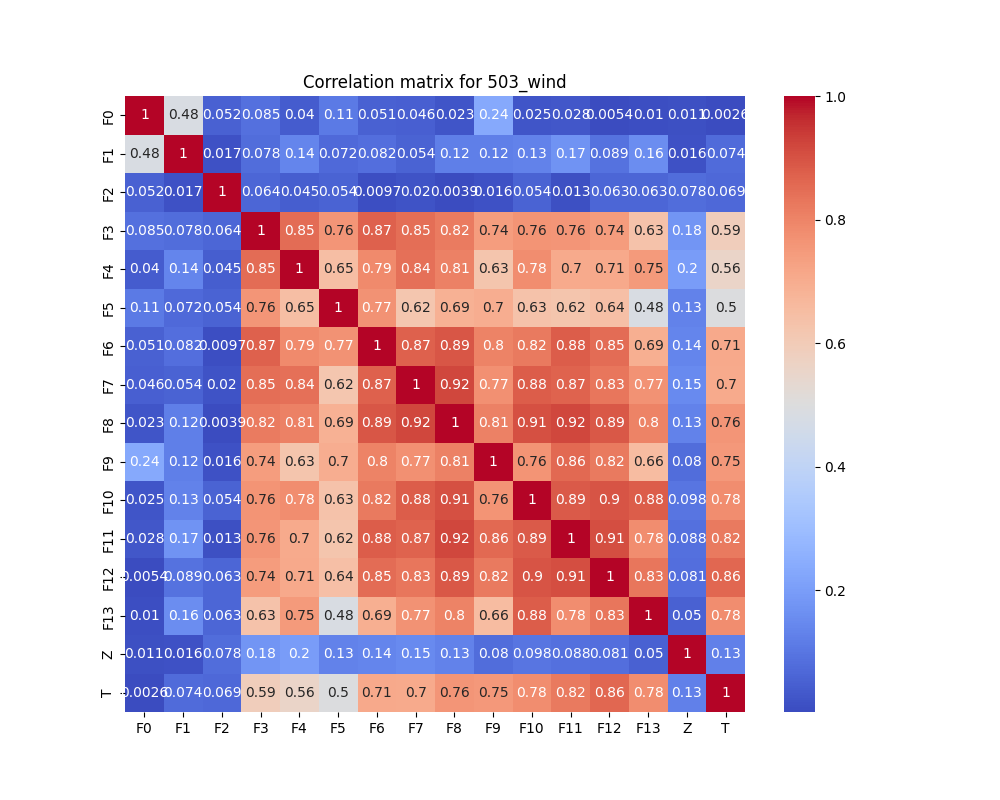 Correlation matrix for 503_wind
F0 1 0.48 0.052 0.085 0.04 0.11 0.051 0.046 0.023 0.24 0.025 0.028 0.0054 0.01 0.011 0.0026
F1 0.48 1 0.017 0.078 0.14 0.072 0.082 0.054 0.12 0.12 0.13 0.17 0.089 0.16 0.016 0.074
F2 0.052 0.017 1 0.064 0.045 0.054 0.0097 0.02 0.0039 0.016 0.054 0.013 0.063 0.063 0.078 0.069
F3 0.085 0.078 0.064 1 0.85 0.76 0.87 0.85 0.82 0.74 0.76 0.76 0.74 0.63 0.18 0.59
F4 0.04 0.14 0.045 0.85 1 0.65 0.79 0.84 0.81 0.63 0.78 0.7 0.71 0.75 0.2 0.56
F5 0.11 0.072 0.054 0.76 0.65 1 0.77 0.62 0.69 0.7 0.63 0.62 0.64 0.48 0.13 0.5
F6 0.051 0.082 0.0097 0.87 0.79 0.77 1 0.87 0.89 0.8 0.82 0.88 0.85 0.69 0.14 0.71
F7 0.046 0.054 0.02 0.85 0.84 0.62 0.87 1 0.92 0.77 0.88 0.87 0.83 0.77 0.15 0.7
F8 0.023 0.12 0.0039 0.82 0.81 0.69 0.89 0.92 1 0.81 0.91 0.92 0.89 0.8 0.13 0.76
F9 0.24 0.12 0.016 0.74 0.63 0.7 0.8 0.77 0.81 1 0.76 0.86 0.82 0.66 0.08 0.75
F10 0.025 0.13 0.054 0.76 0.78 0.63 0.82 0.88 0.91 0.76 1 0.89 0.9 0.88 0.098 0.78
F11 0.028 0.17 0.013 0.76 0.7 0.62 0.88 0.87 0.92 0.86 0.89 1 0.91 0.78 0.088 0.82
F12 0.0054 0.089 0.063 0.74 0.71 0.64 0.85 0.83 0.89 0.82 0.9 0.91 1 0.83 0.081 0.86
F13 0.01 0.16 0.063 0.63 0.75 0.48 0.69 0.77 0.8 0.66 0.88 0.78 0.83 1 0.05 0.78
Z 0.011 0.016 0.078 0.18 0.2 0.13 0.14 0.15 0.13 0.08 0.098 0.088 0.081 0.05 1 0.13
T 0.0026 0.074 0.069 0.59 0.56 0.5 0.71 0.7 0.76 0.75 0.78 0.82 0.86 0.78 0.13 1
F0 F1 F2 F3 F4 F5 F6 F7 F8 F9 F10 F11 F12 F13 Z T
1.0
0.8
0.6
0.4
0.2